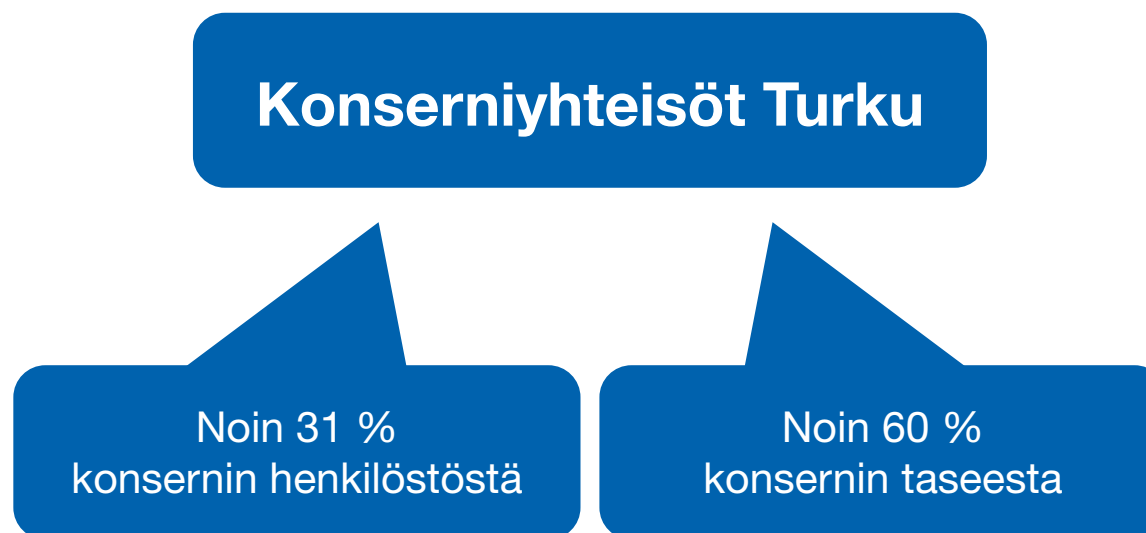 Konserniyhteisöt Turku
Noin 31 %
konsernin henkilöstöstä
Noin 60 %
konsernin taseesta